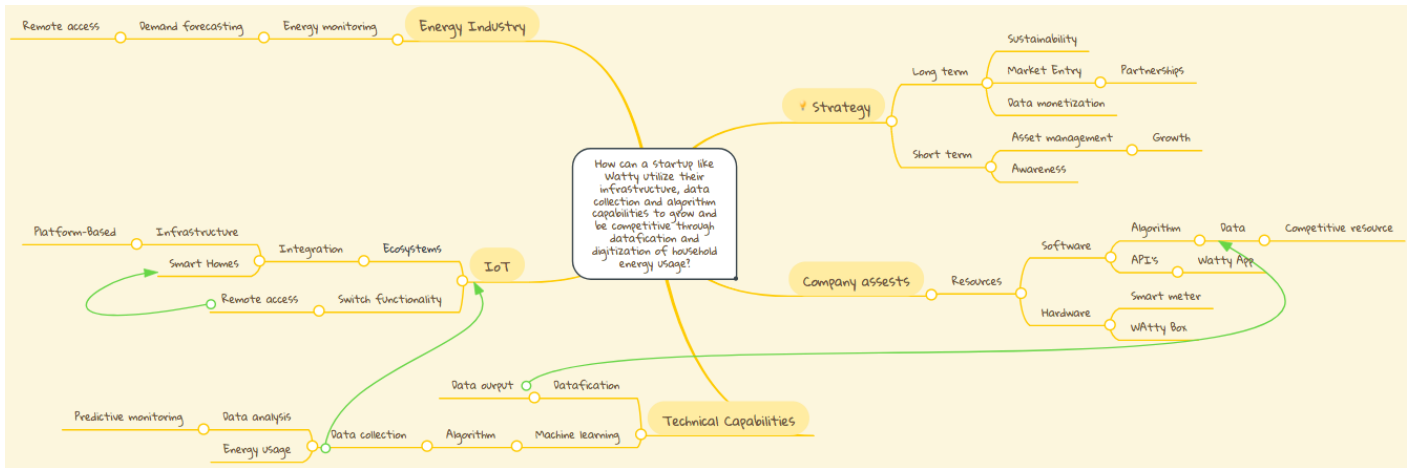 Remote access
Demand forecasting
Energy monitoring
Energy Industry
Strategy
Long term
Sustainability
Market Entry
Partnerships
Data monetization
Short term
Asset management
Growth
Awareness
How can a startup like
Watty utilize their
infrastructure, data
collection and algorithm
capabilities to grow and
be competitive through
datafication and
digitization of household
energy usage?
Platform-Based
Infrastructure
Smart Homes
Integration
Ecosystems
IoT
Remote access
Switch functionality
Company assests
Resources
Software
Algorithm
Data
Competitive resource
API's
Watty App
Hardware
Smart meter
WAtty Box
Data ourput
Datafication
Technical Capabilities
Predictive monitoring
Data analysis
Energy usage
Data collection
Algorithm
Machine learning